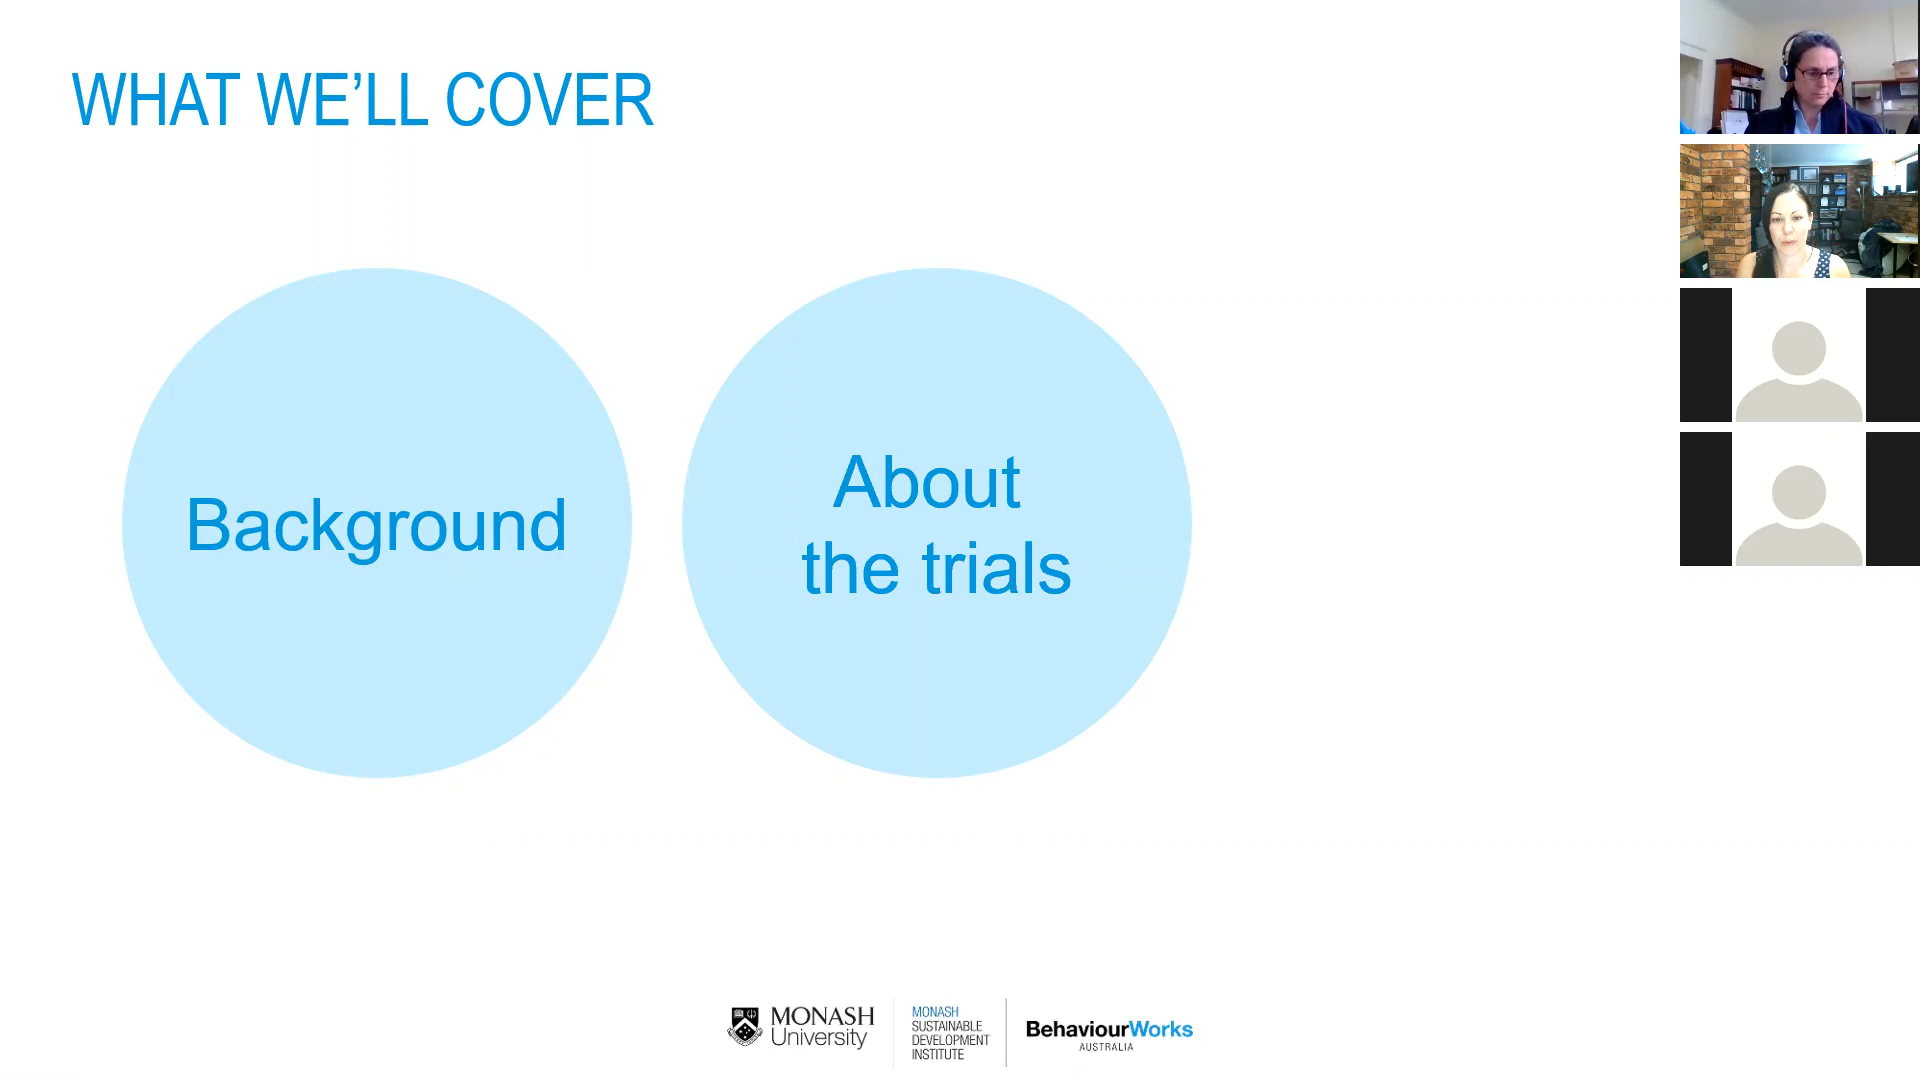 WHAT WE’LL COVER
Background
About
the trials
MONASH
University
MONASH
SUSTAINABLE
DEVELOPMENT
INSTITUTE
BehaviourWorks
AUSTRALIA